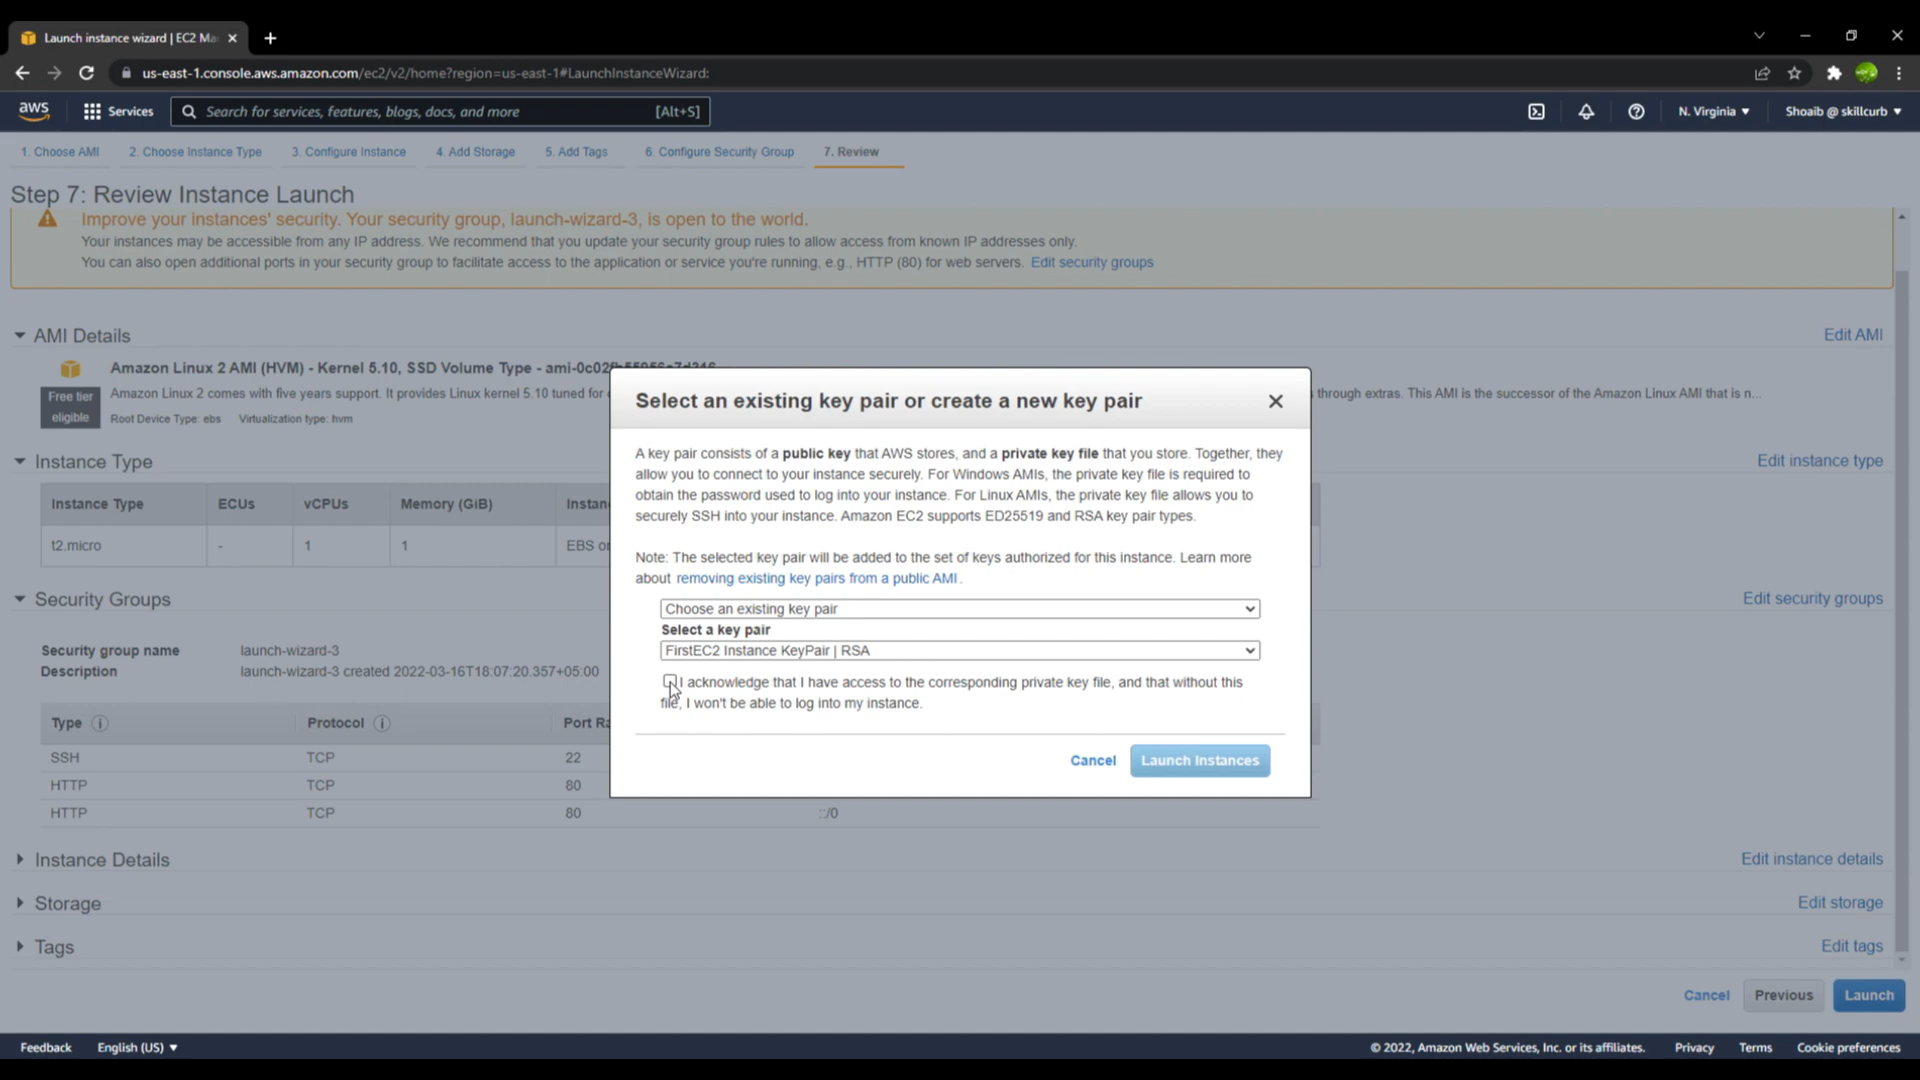 Launch instance wizard | EC2 Ma
us-east-1.console.aws.amazon.com/ec2/v2/home?region=us-east-1#LaunchInstanceWizard:
aws Services Search for services, features, blogs, docs, and more [Alt+S] N. Virginia Shoaib @ skillcurb
1. Choose AMI 2. Choose Instance Type 3. Configure Instance 4. Add Storage 5. Add Tags 6. Configure Security Group 7. Review
Step 7: Review Instance Launch
Improve your instances' security. Your security group, launch-wizard-3, is open to the world.
Your instances may be accessible from any IP address. We recommend that you update your security group rules to allow access from known IP addresses only.
You can also open additional ports in your security group to facilitate access to the application or service you're running, e.g., HTTP (80) for web servers. Edit security groups
AMI Details Edit AMI
Amazon Linux 2 AMI (HVM) - Kernel 5.10, SSD Volume Type -
Free tier eligible
Amazon Linux 2 comes with five years support. It provides Linux kernel 5.10 tuned for through extras. This AMI is the successor of the Amazon Linux AMI that is n...
Root Device Type: ebs Virtualization type: hvm
Instance Type Edit instance type
Instance Type ECUs vCPUs Memory (GiB) Instan
t2.micro - 1 1 EBS
Security Groups Edit security groups
Security group name launch-wizard-3
Description launch-wizard-3 created 2022-03-16T18:07:20.357+05:00
Type Protocol Port Ra
SSH TCP 22
HTTP TCP 80
HTTP TCP 80 ::/0
Instance Details Edit instance details
Storage Edit storage
Tags Edit tags
Cancel Previous Launch
Select an existing key pair or create a new key pair
A key pair consists of a public key that AWS stores, and a private key file that you store. Together, they
allow you to connect to your instance securely. For Windows AMIs, the private key file is required to
obtain the password used to log into your instance. For Linux AMIs, the private key file allows you to
securely SSH into your instance. Amazon EC2 supports ED25519 and RSA key pair types.
Note: The selected key pair will be added to the set of keys authorized for this instance. Learn more
about removing existing key pairs from a public AMI.
Choose an existing key pair
Select a key pair
FirstEC2 Instance KeyPair | RSA
I acknowledge that I have access to the corresponding private key file, and that without this
file, I won't be able to log into my instance.
Cancel Launch Instances
Feedback English (US) © 2022, Amazon Web Services, Inc. or its affiliates. Privacy Terms Cookie preferences